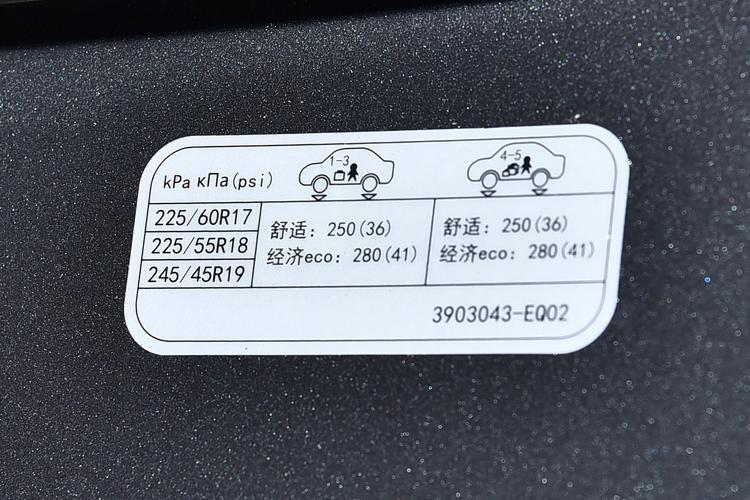 kPa кПа(psi)
1-3
4-5
225/60R17
225/55R18
245/45R19
舒适：250(36)
经济eco：280(41)
舒适：250(36)
经济eco：280(41)
3903043-EQ02